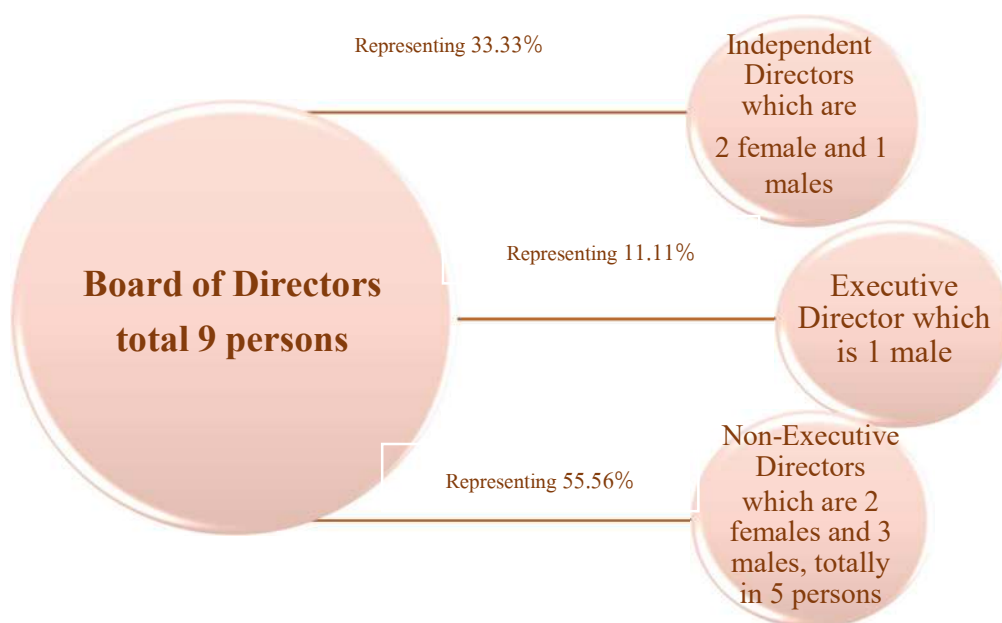 Representing 33.33%
Independent
Directors
which are
2 female and 1
males
Board of Directors
total 9 persons
Representing 11.11%
Executive
Director which
is 1 male
Representing 55.56%
Non-Executive
Directors
which are 2
females and 3
males, totally
in 5 persons